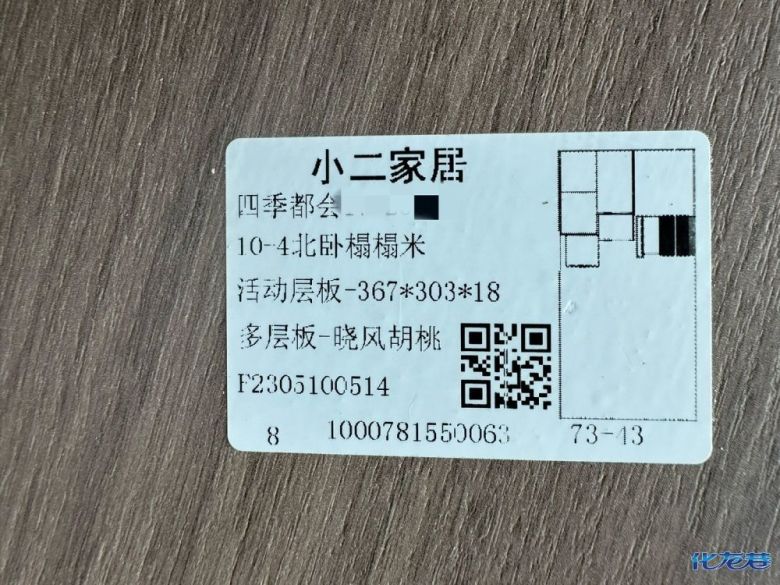 小二家居
四季都会
10-4北卧榻榻米
活动层板-367*303*18
多层板-晓风胡桃
F2305100514
8 1000781550063 73-43
化龙巷